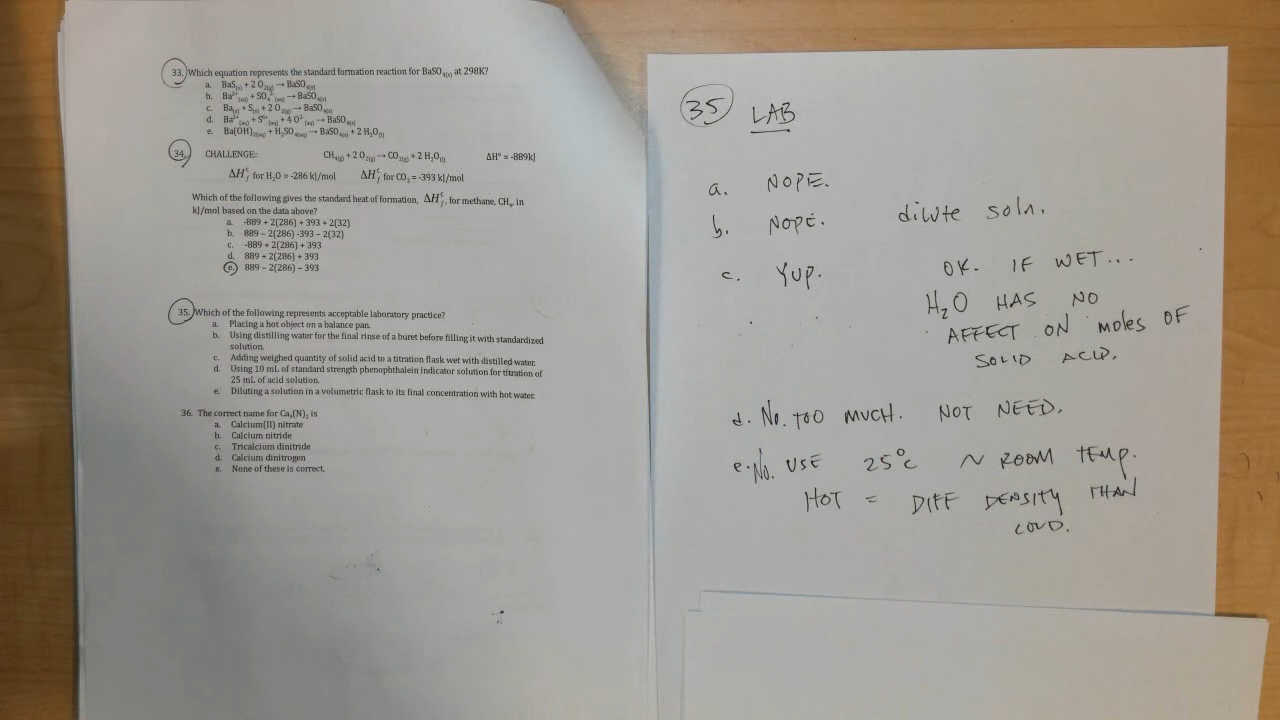 33. Which equation represents the standard formation reaction for BaSO4(s) at 298K?
a. BaS(s) + 2 O2(g) → BaSO4(s)
b. Ba2+(aq) + SO42-(aq) → BaSO4(s)
c. Ba(s) + S(s) + 2 O2(g) → BaSO4(s)
d. Ba2+(aq) + S6+(aq) + 4 O2-(aq) → BaSO4(s)
e. Ba(OH)2(aq) + H2SO4(aq) → BaSO4(s) + 2 H2O(l)
34. CHALLENGE: CH4(g) + 2 O2(g) → CO2(g) + 2 H2O(l) ΔH° = -889kJ
for H2O = -286 kJ/mol for CO2 = -393 kJ/mol
Which of the following gives the standard heat of formation, for methane, CH4, in
kJ/mol based on the data above?
a. -889 + 2(286) + 393 + 2(32)
b. 889 – 2(286) -393 – 2(32)
c. -889 + 2(286) + 393
d. 889 + 2(286) + 393
e. 889 – 2(286) – 393
35. Which of the following represents acceptable laboratory practice?
a. Placing a hot object on a balance pan.
b. Using distilling water for the final rinse of a buret before filling it with standardized
solution.
c. Adding weighed quantity of solid acid to a titration flask wet with distilled water.
d. Using 10 mL of standard strength phenophthalein indicator solution for titration of
25 mL of acid solution.
e. Diluting a solution in a volumetric flask to its final concentration with hot water.
36. The correct name for Ca3(N)2 is
a. Calcium(II) nitrate
b. Calcium nitride
c. Tricalcium dinitride
d. Calcium dinitrogen
e. None of these is correct.
35 LAB
a. NOPE.
b. NOPE. dilute soln.
c. Yup. OK. IF WET...
H2O HAS NO
AFFECT ON moles OF
SOLID ACID.
d. No. TOO MUCH. NOT NEED.
e. No. USE 25°C ~ ROOM TEMP.
HOT = DIFF DENSITY THAN
COLD.